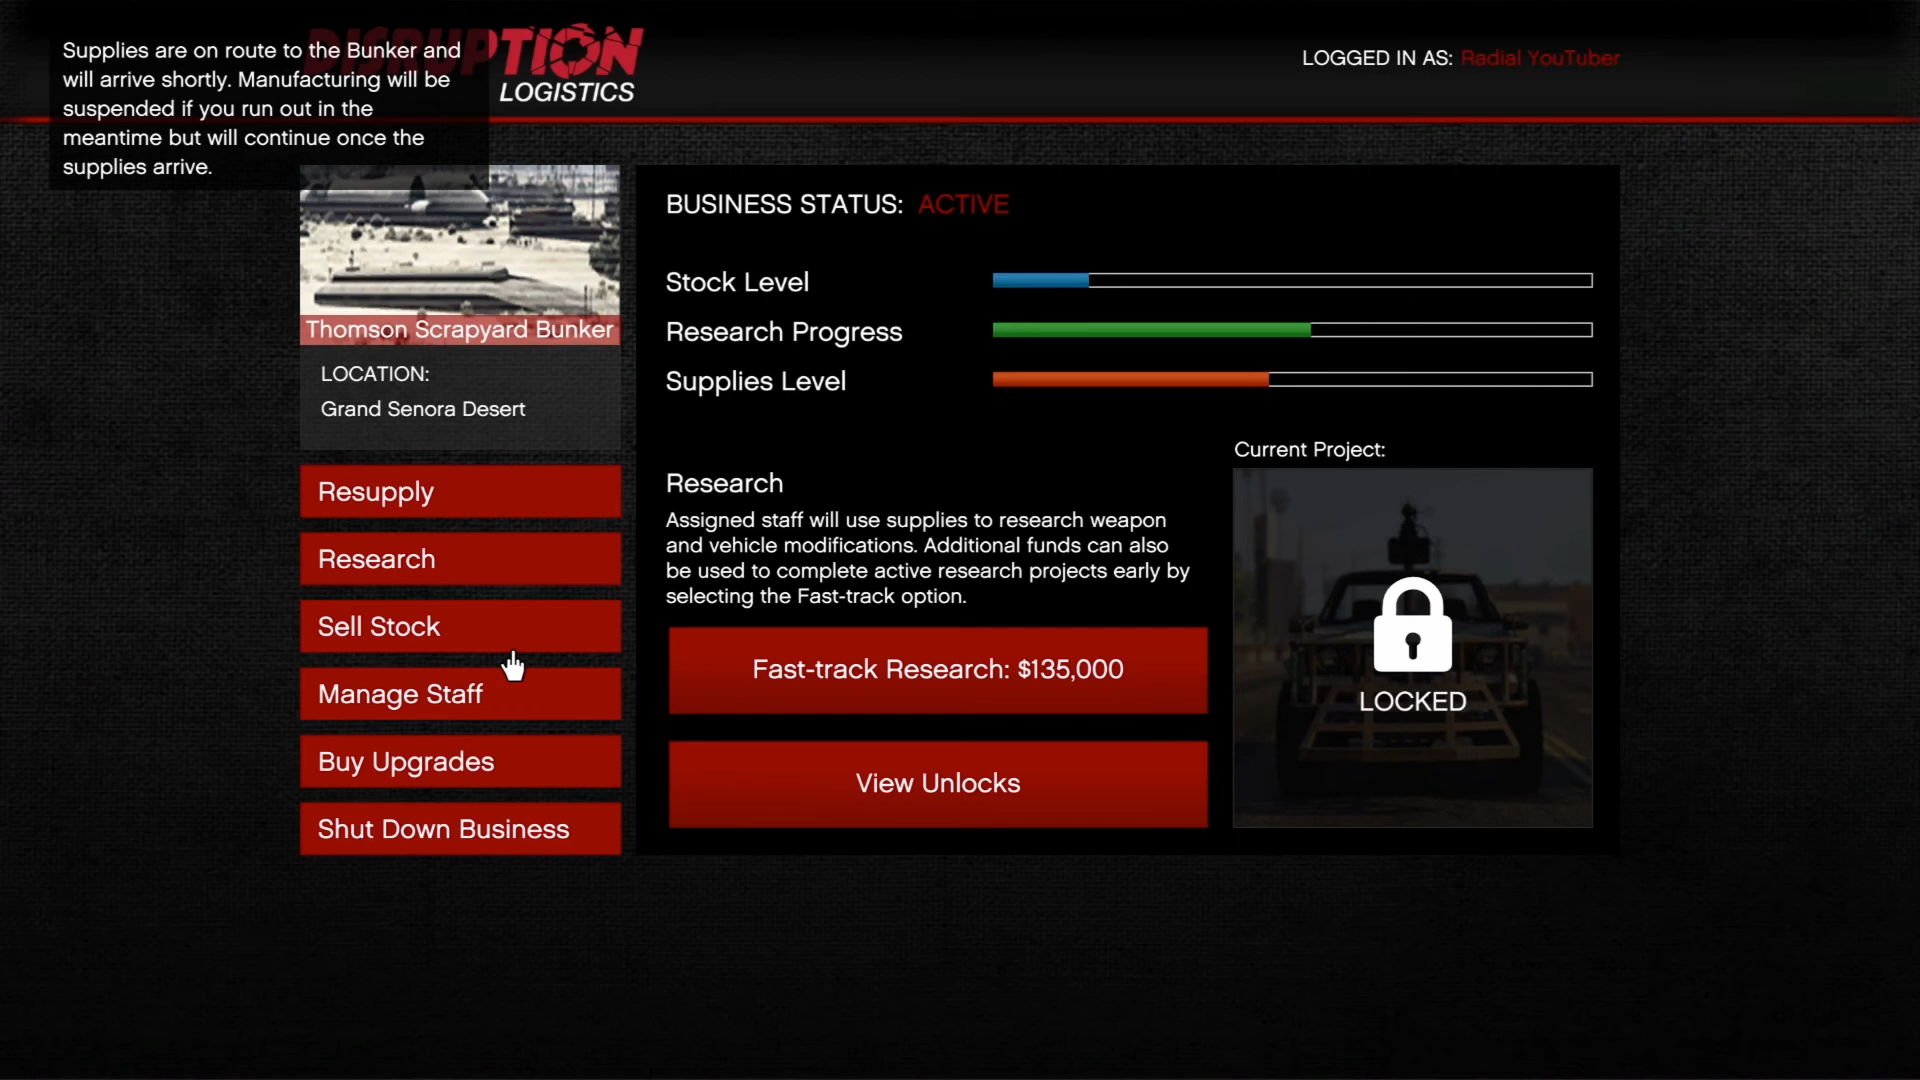 Supplies are on route to the Bunker and
will arrive shortly. Manufacturing will be
suspended if you run out in the
meantime but will continue once the
supplies arrive.
DISRUPTION
LOGISTICS
LOGGED IN AS: Radial YouTuber
Thomson Scrapyard Bunker
LOCATION:
Grand Senora Desert
Resupply
Research
Sell Stock
Manage Staff
Buy Upgrades
Shut Down Business
BUSINESS STATUS: ACTIVE
Stock Level
Research Progress
Supplies Level
Research
Assigned staff will use supplies to research weapon
and vehicle modifications. Additional funds can also
be used to complete active research projects early by
selecting the Fast-track option.
Fast-track Research: $135,000
View Unlocks
Current Project:
LOCKED